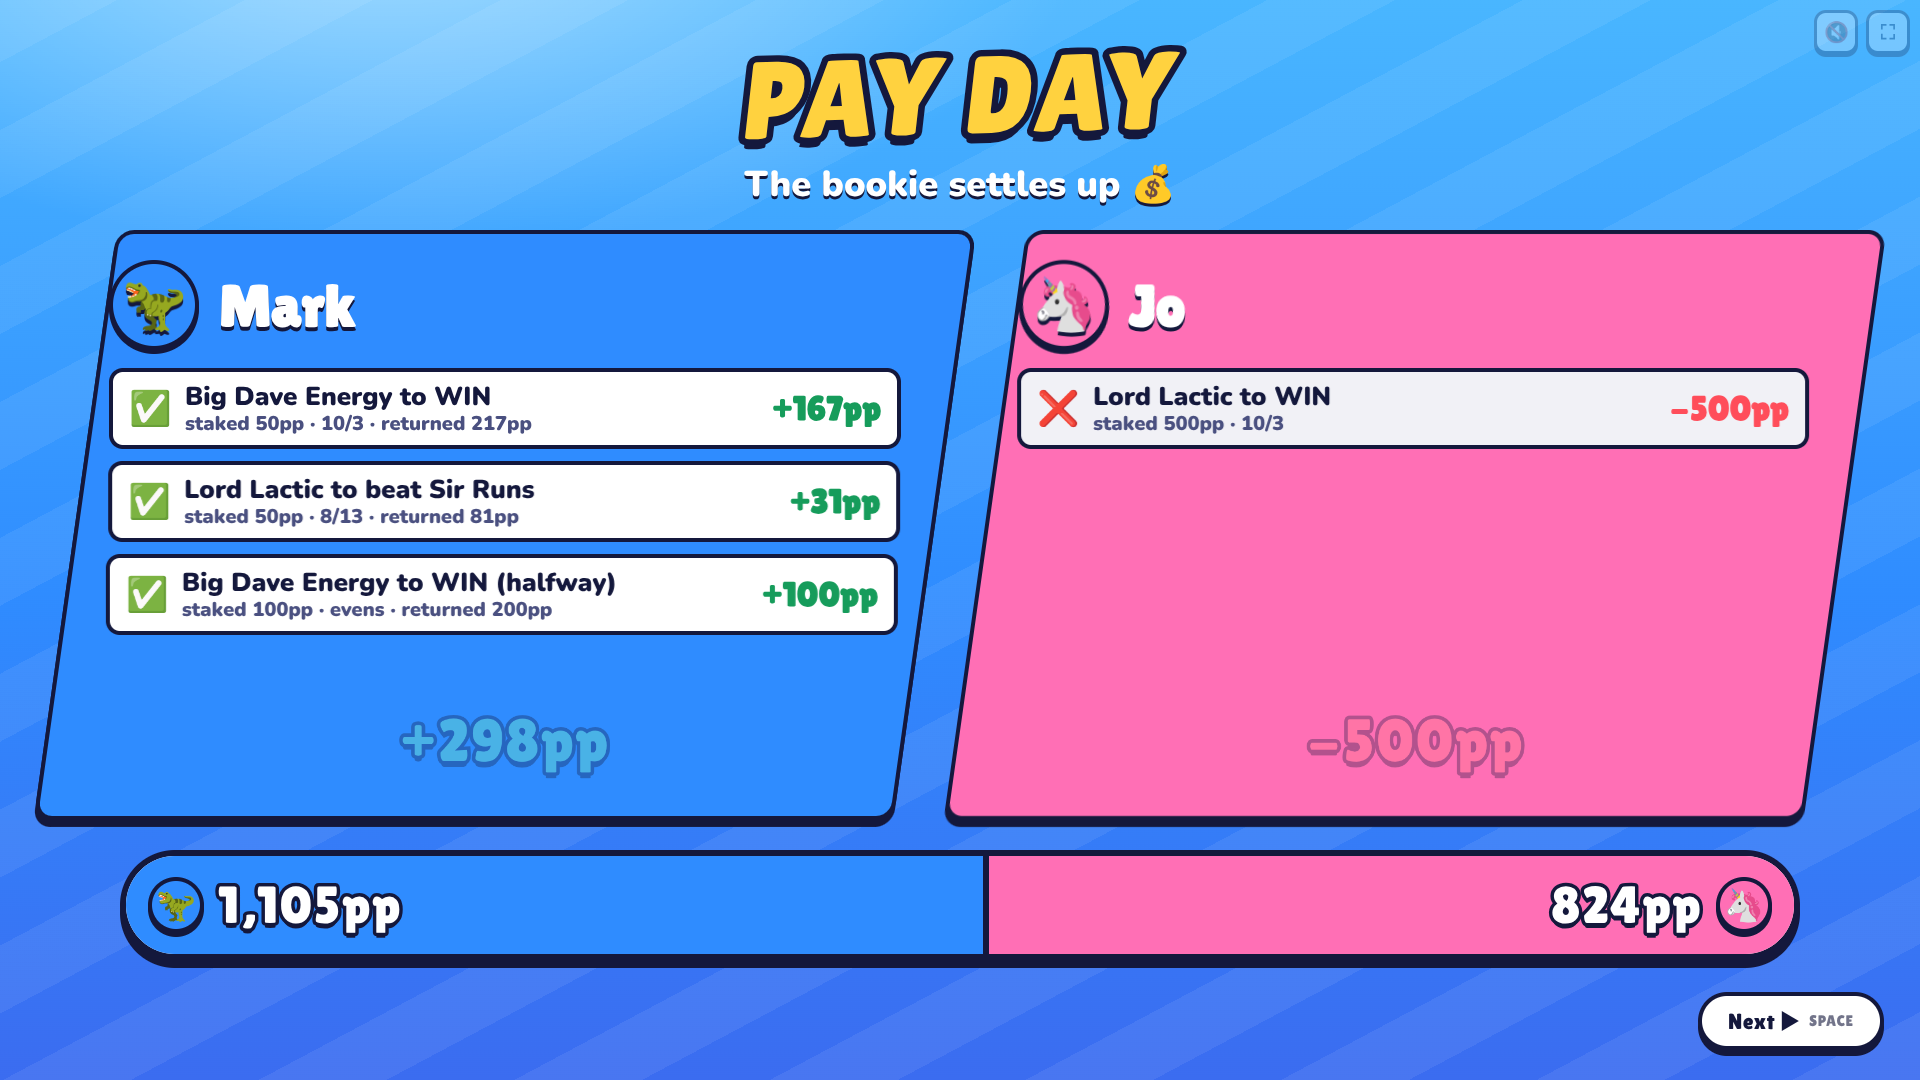 PAY DAY
The bookie settles up
Mark
Big Dave Energy to WIN
staked 50pp · 10/3 · returned 217pp
+167pp
Lord Lactic to beat Sir Runs
staked 50pp · 8/13 · returned 81pp
+31pp
Big Dave Energy to WIN (halfway)
staked 100pp · evens · returned 200pp
+100pp
+298pp
Jo
Lord Lactic to WIN
staked 500pp · 10/3
−500pp
−500pp
1,105pp
824pp
Next ▶ SPACE